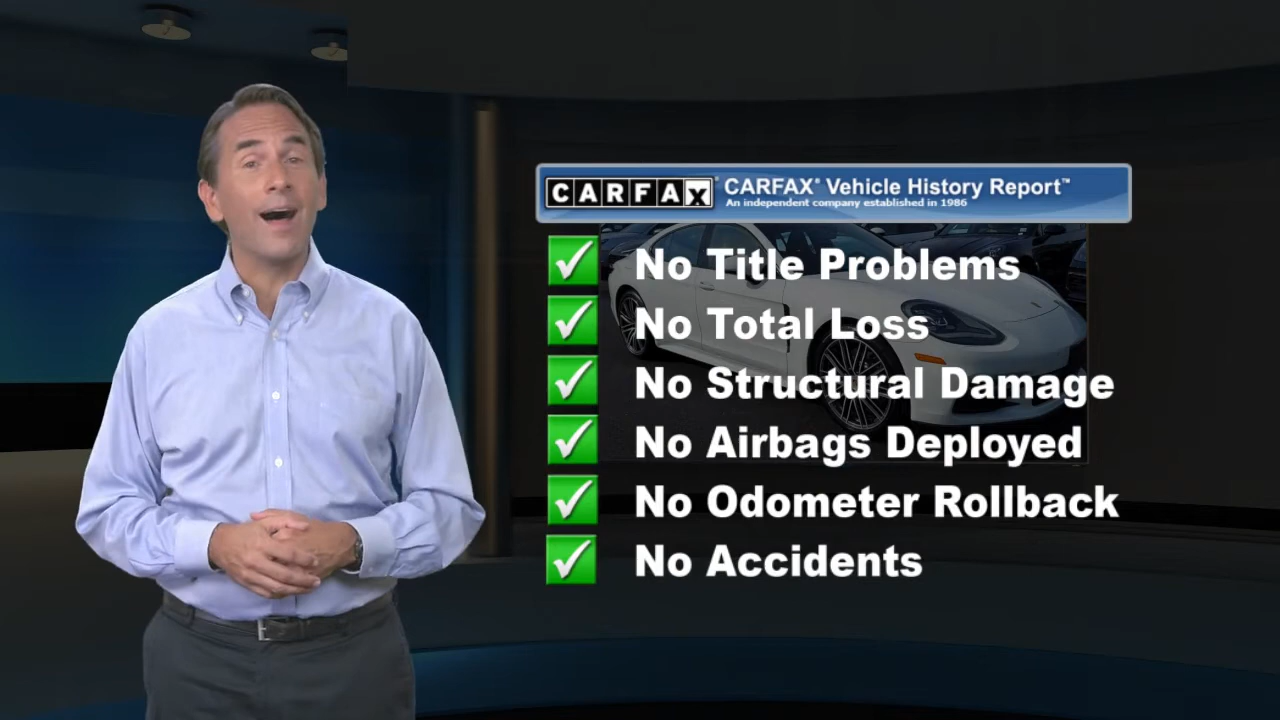 CARFAX® CARFAX® Vehicle History Report™
An independent company established in 1986
No Title Problems
No Total Loss
No Structural Damage
No Airbags Deployed
No Odometer Rollback
No Accidents